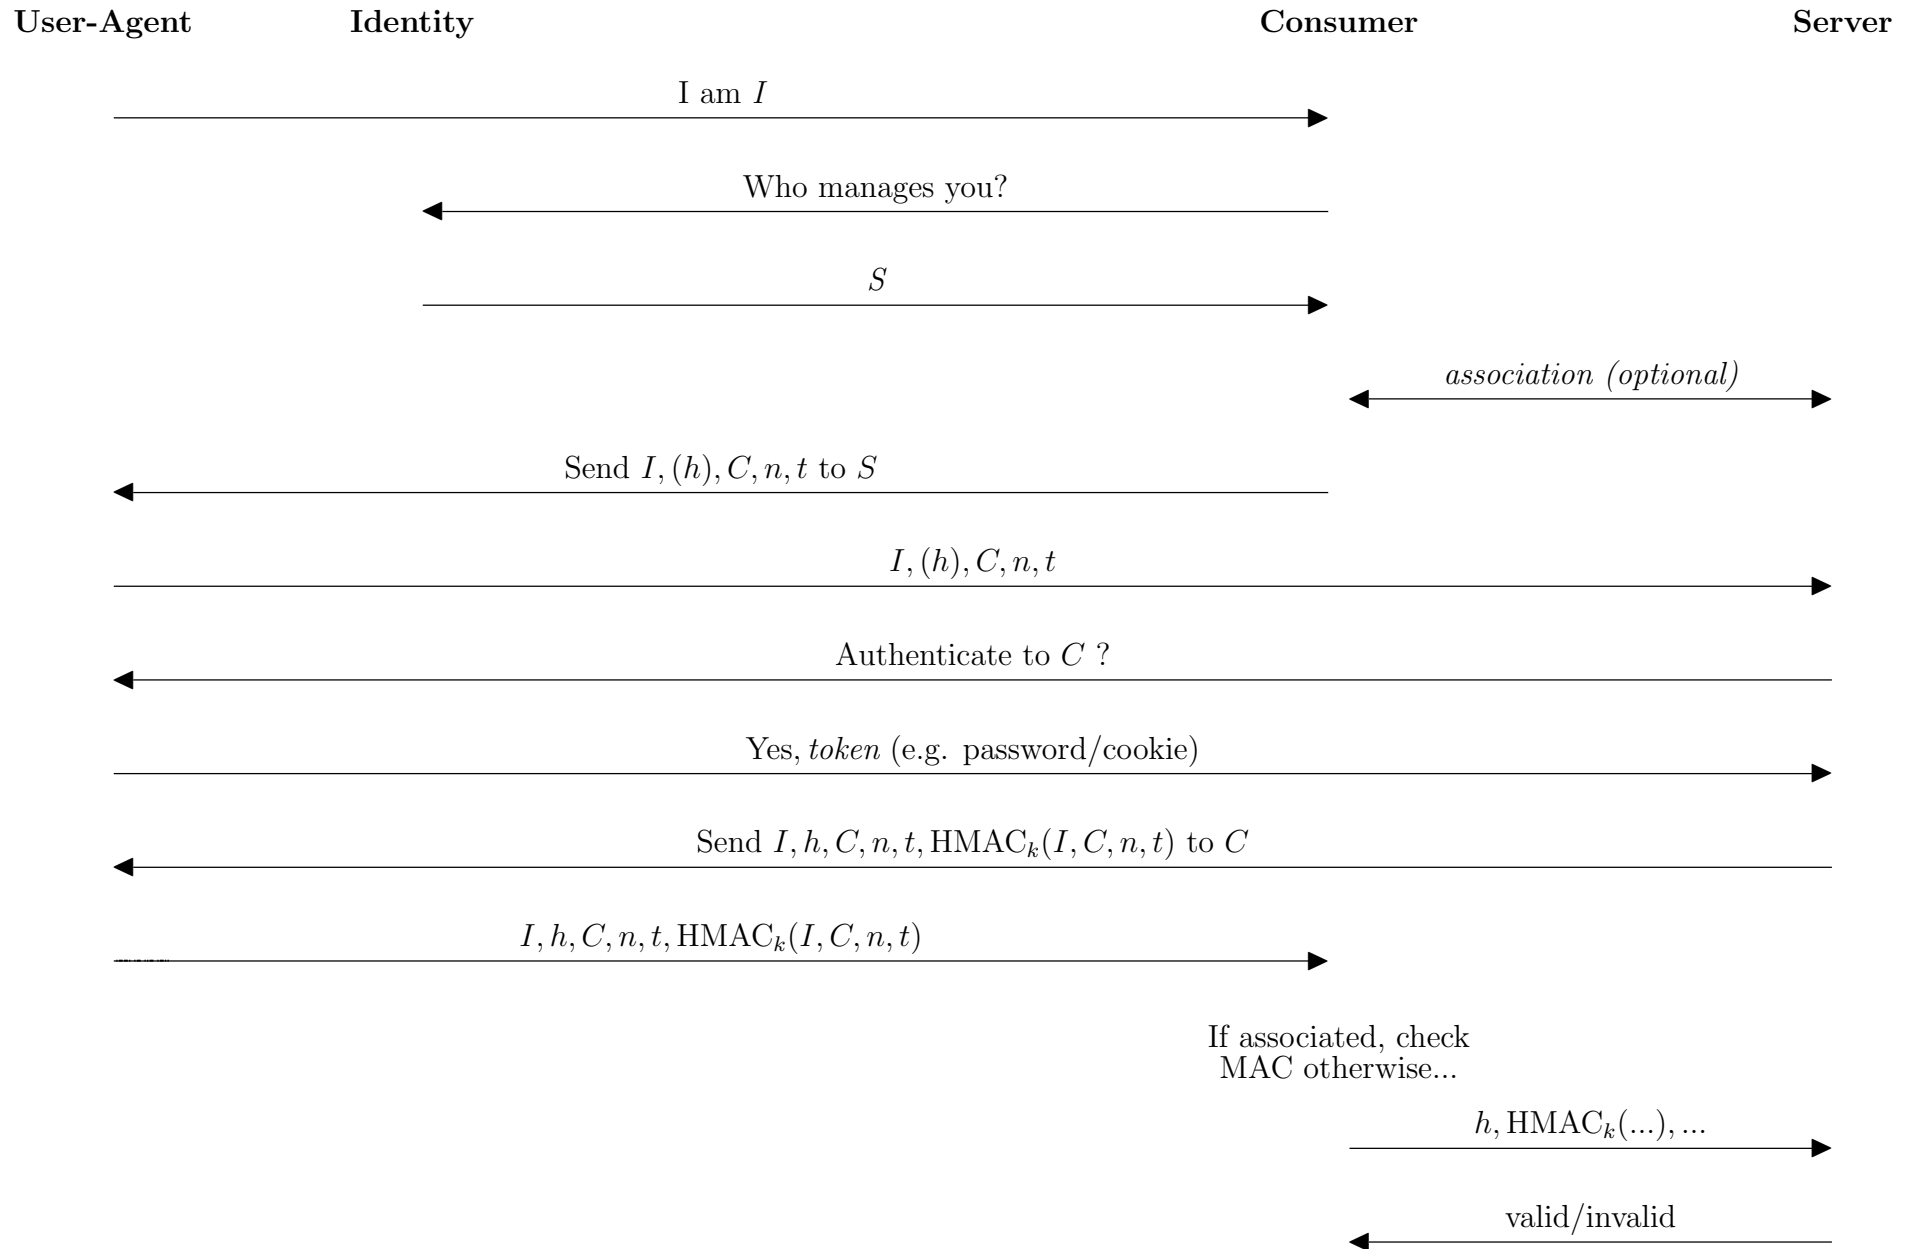 User-Agent Identity Consumer Server
I am I
Who manages you?
S
association (optional)
Send I, (h), C, n, t to S
I, (h), C, n, t
Authenticate to C ?
Yes, token (e.g. password/cookie)
Send I, h, C, n, t, HMACₖ(I, C, n, t) to C
I, h, C, n, t, HMACₖ(I, C, n, t)
If associated, check
MAC otherwise...
h, HMACₖ(...), ...
valid/invalid